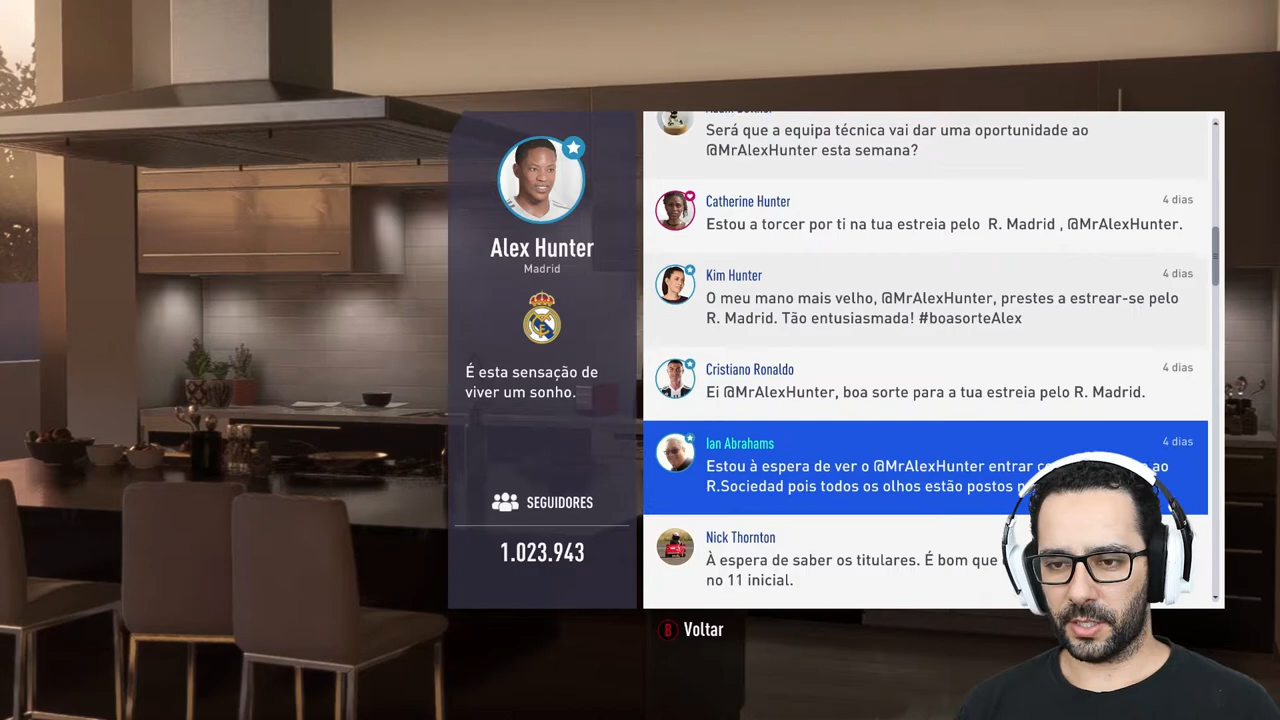 Alex Hunter
Madrid
É esta sensação de
viver um sonho.
SEGUIDORES
1.023.943
Será que a equipa técnica vai dar uma oportunidade ao
@MrAlexHunter esta semana?
Catherine Hunter
4 dias
Estou a torcer por ti na tua estreia pelo R. Madrid , @MrAlexHunter.
Kim Hunter
4 dias
O meu mano mais velho, @MrAlexHunter, prestes a estrear-se pelo
R. Madrid. Tão entusiasmada! #boasorteAlex
Cristiano Ronaldo
4 dias
Ei @MrAlexHunter, boa sorte para a tua estreia pelo R. Madrid.
Ian Abrahams
4 dias
Estou à espera de ver o @MrAlexHunter entrar ao
R.Sociedad pois todos os olhos estão postos
Nick Thornton
À espera de saber os titulares. É bom que
no 11 inicial.
B Voltar